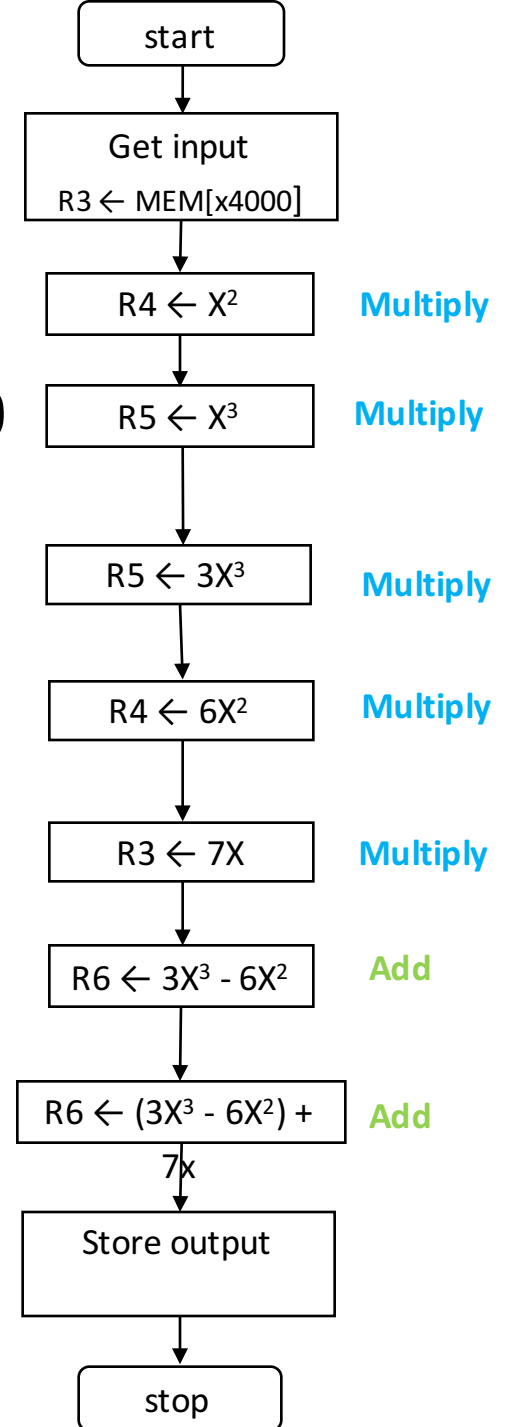 start
Get input
R3 ← MEM[x4000]
R4 ← X² Multiply
)
R5 ← X³ Multiply
R5 ← 3X³ Multiply
R4 ← 6X² Multiply
R3 ← 7X Multiply
R6 ← 3X³ - 6X² Add
R6 ← (3X³ - 6X²) + Add
7x
Store output
stop